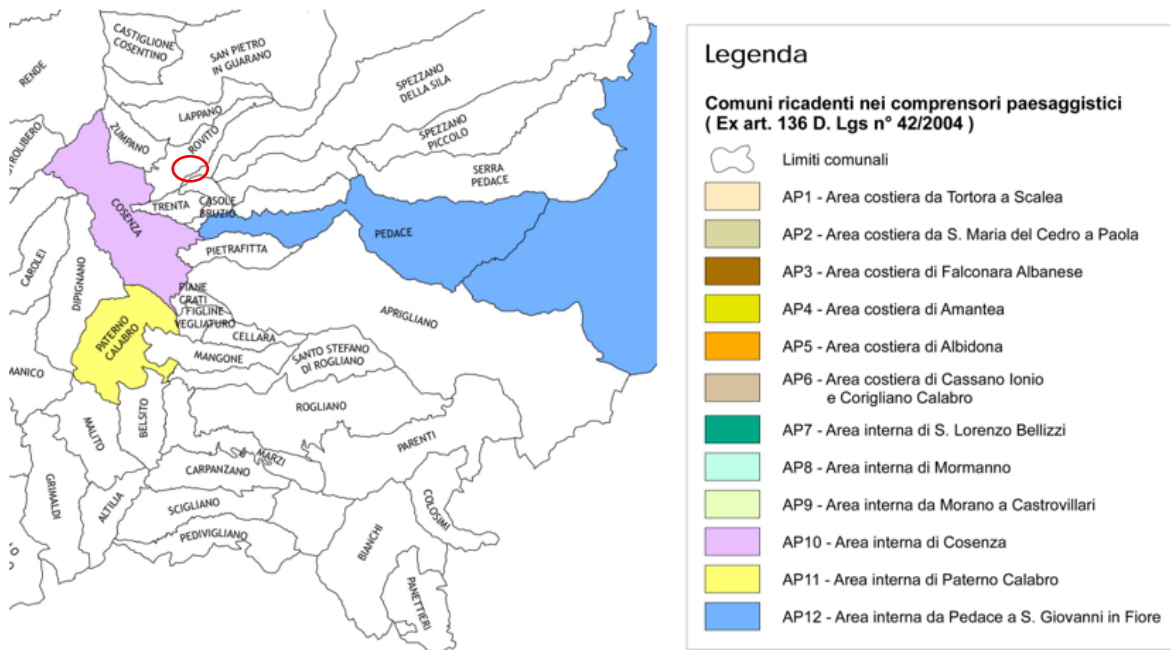 CASTIGLIONE
COSENTINO
SAN PIETRO
IN GUARANO
RENDE
SPEZZANO
DELLA SILA
LAPPANO
ZUMPANO
ROVITO
SPEZZANO
PICCOLO
STROLIBERO
SERRA
PEDACE
TRENTA
CASOLE
BRUZIO
COSENZA
PEDACE
PIETRAFITTA
CAROLEI
DIPIGNANO
PIANE
CRATI
FIGLINE
VEGLIATURO
APRIGLIANO
PATERNO
CALABRO
CELLARA
MANGONE
SANTO STEFANO
DI ROGLIANO
MANICO
ROGLIANO
BELSITO
MALITO
PARENTI
MARZI
CARPANZANO
GRIMALDI
ALTILIA
SCIGLIANO
COLOSIMI
PEDIVIGLIANO
BIANCHI
PANETTIERI
Legenda
Comuni ricadenti nei comprensori paesaggistici
( Ex art. 136 D. Lgs n° 42/2004 )
Limiti comunali
AP1 - Area costiera da Tortora a Scalea
AP2 - Area costiera da S. Maria del Cedro a Paola
AP3 - Area costiera di Falconara Albanese
AP4 - Area costiera di Amantea
AP5 - Area costiera di Albidona
AP6 - Area costiera di Cassano Ionio
e Corigliano Calabro
AP7 - Area interna di S. Lorenzo Bellizzi
AP8 - Area interna di Mormanno
AP9 - Area interna da Morano a Castrovillari
AP10 - Area interna di Cosenza
AP11 - Area interna di Paterno Calabro
AP12 - Area interna da Pedace a S. Giovanni in Fiore